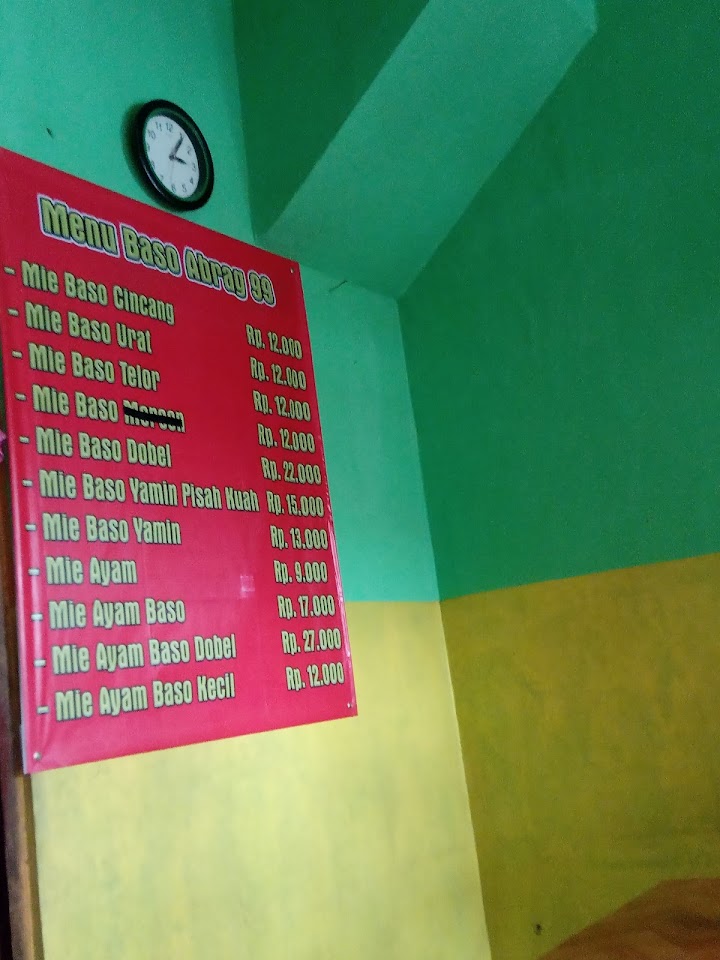 Menu Baso Abrag 99
- Mie Baso Cincang Rp. 12.000
- Mie Baso Urat Rp. 12.000
- Mie Baso Telor Rp. 12.000
- Mie Baso Rp. 12.000
- Mie Baso Dobel Rp. 22.000
- Mie Baso Yamin Pisah Kuah Rp. 15.000
- Mie Baso Yamin Rp. 13.000
- Mie Ayam Rp. 9.000
- Mie Ayam Baso Rp. 17.000
- Mie Ayam Baso Dobel Rp. 27.000
- Mie Ayam Baso Kecil Rp. 12.000